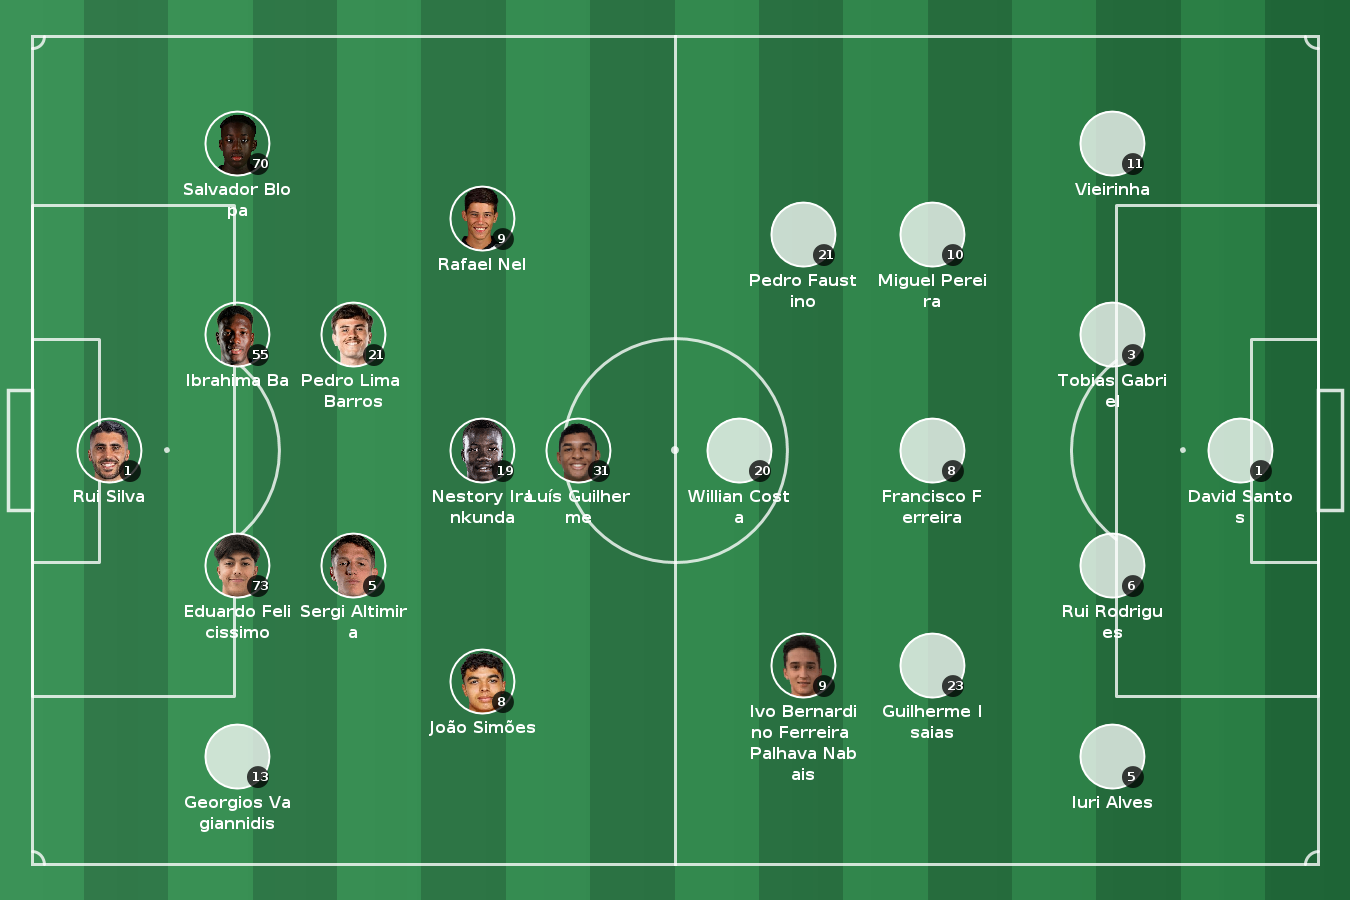 70
Salvador Blo
pa
11
Vieirinha
9
Rafael Nel
21
Pedro Faust
ino
10
Miguel Perei
ra
55
Ibrahima Ba
21
Pedro Lima
Barros
3
Tobias Gabri
el
1
Rui Silva
19
Nestory Ira
nkunda
31
Luís Guilher
me
20
Willian Cost
a
8
Francisco F
erreira
1
David Santo
s
73
Eduardo Feli
cissimo
5
Sergi Altimir
a
6
Rui Rodrigu
es
8
João Simões
9
Ivo Bernardi
no Ferreira
Palhava Nab
ais
23
Guilherme I
saias
13
Georgios Va
giannidis
5
Iuri Alves